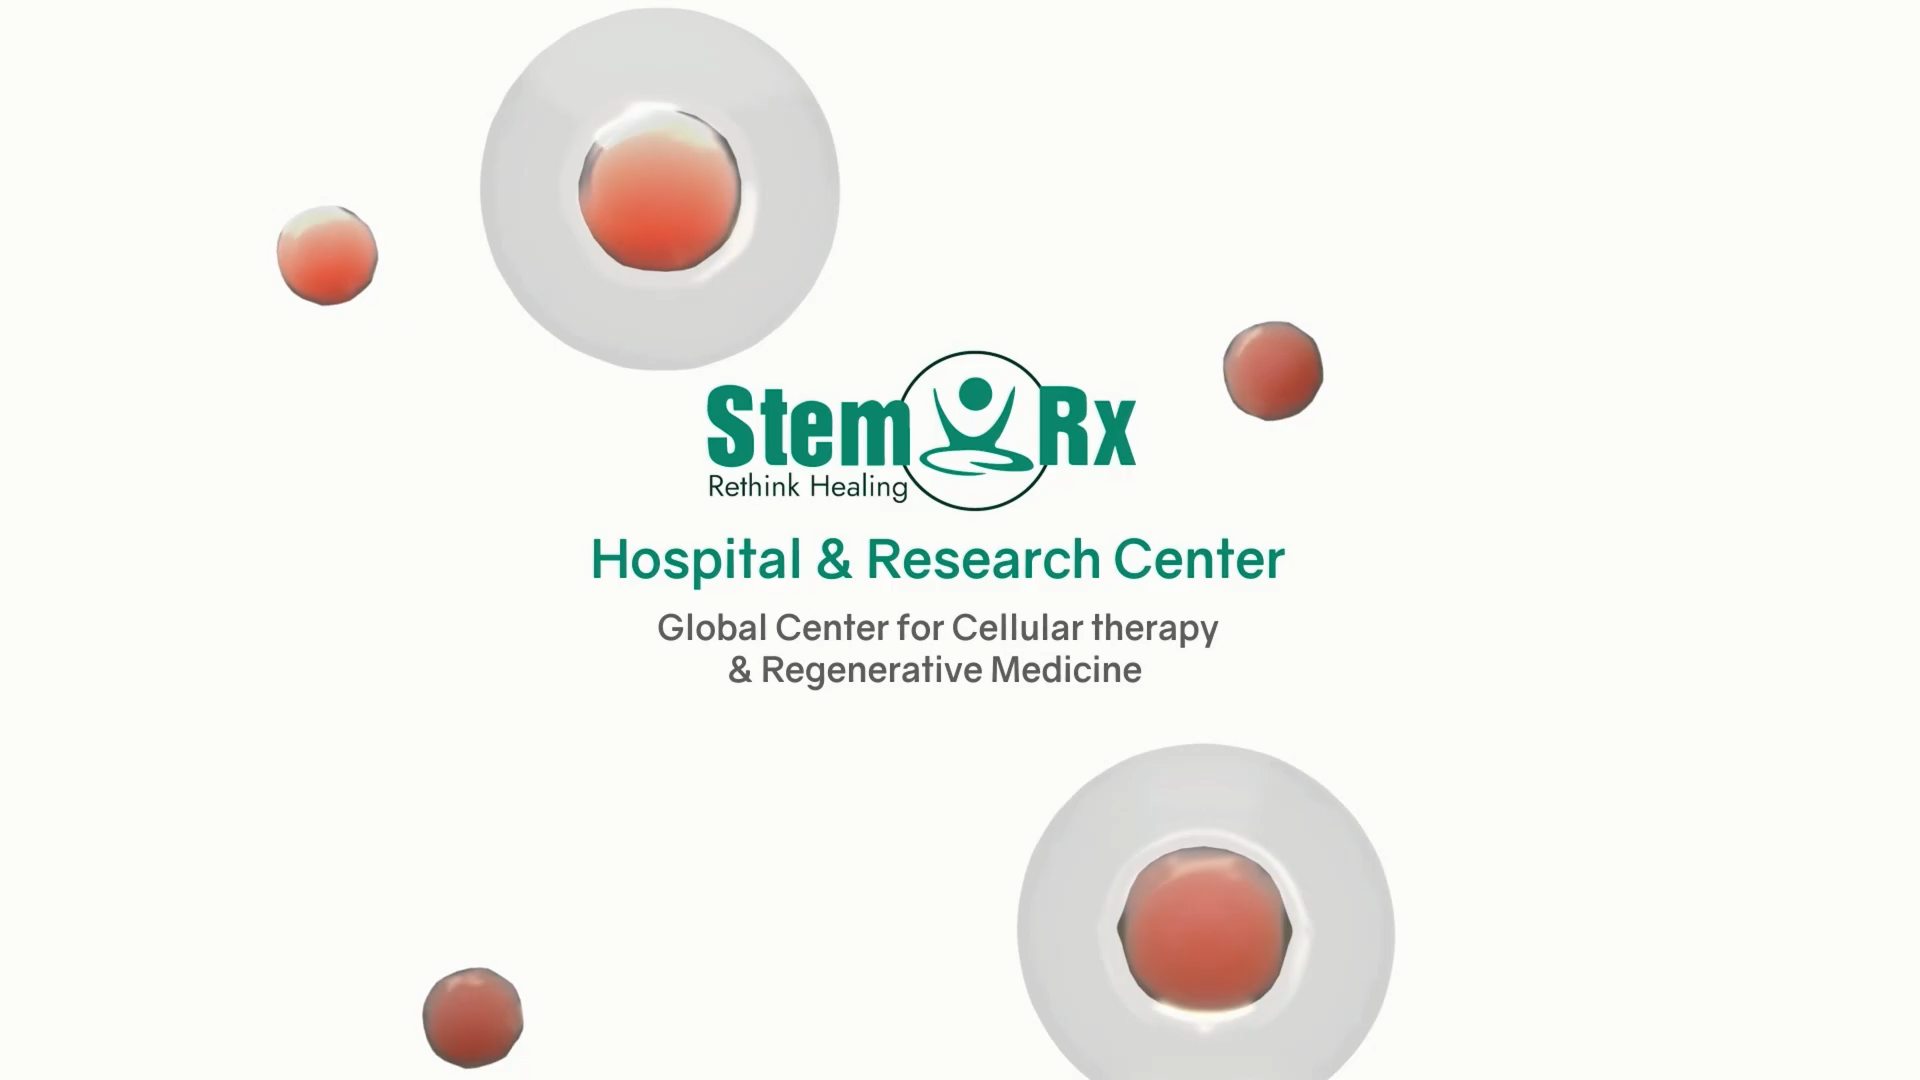 Stem Rx
Rethink Healing
Hospital & Research Center
Global Center for Cellular therapy
& Regenerative Medicine